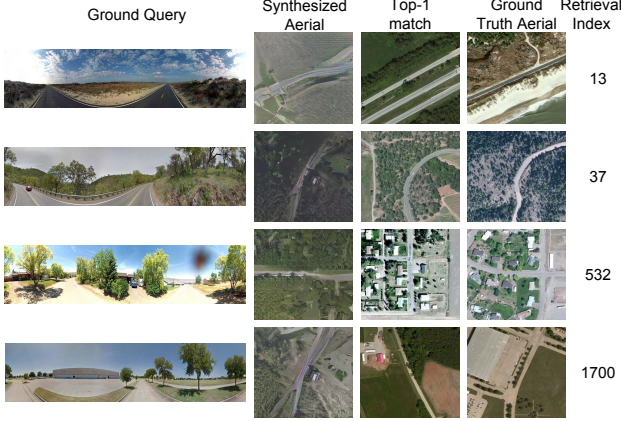 Ground Query
Synthesized
Aerial
Top-1
match
Ground
Truth Aerial
Retrieval
Index
13
37
532
1700